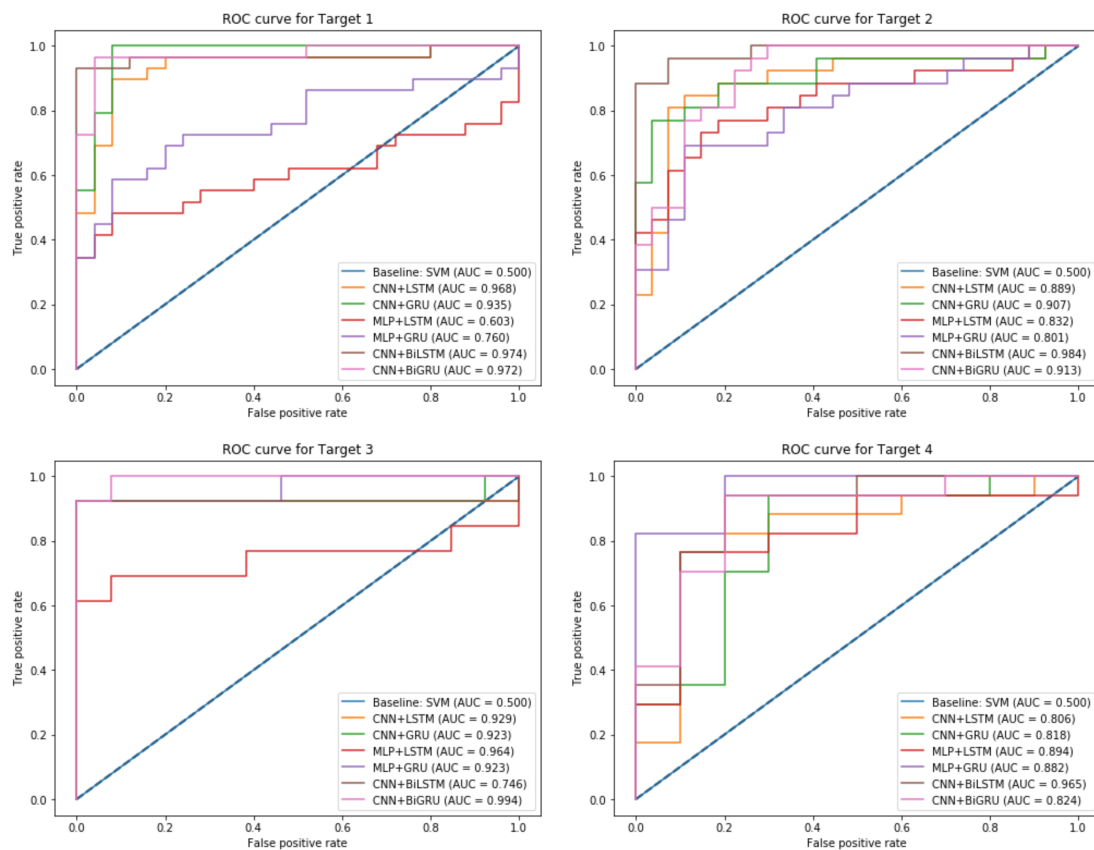 ROC curve for Target 1
1.0
0.8
0.6
0.4
0.2
0.0
True positive rate
Baseline: SVM (AUC = 0.500)
CNN+LSTM (AUC = 0.968)
CNN+GRU (AUC = 0.935)
MLP+LSTM (AUC = 0.603)
MLP+GRU (AUC = 0.760)
CNN+BiLSTM (AUC = 0.974)
CNN+BiGRU (AUC = 0.972)
0.0 0.2 0.4 0.6 0.8 1.0
False positive rate
ROC curve for Target 2
1.0
0.8
0.6
0.4
0.2
0.0
True positive rate
Baseline: SVM (AUC = 0.500)
CNN+LSTM (AUC = 0.889)
CNN+GRU (AUC = 0.907)
MLP+LSTM (AUC = 0.832)
MLP+GRU (AUC = 0.801)
CNN+BiLSTM (AUC = 0.984)
CNN+BiGRU (AUC = 0.913)
0.0 0.2 0.4 0.6 0.8 1.0
False positive rate
ROC curve for Target 3
1.0
0.8
0.6
0.4
0.2
0.0
True positive rate
Baseline: SVM (AUC = 0.500)
CNN+LSTM (AUC = 0.929)
CNN+GRU (AUC = 0.923)
MLP+LSTM (AUC = 0.964)
MLP+GRU (AUC = 0.923)
CNN+BiLSTM (AUC = 0.746)
CNN+BiGRU (AUC = 0.994)
0.0 0.2 0.4 0.6 0.8 1.0
False positive rate
ROC curve for Target 4
1.0
0.8
0.6
0.4
0.2
0.0
True positive rate
Baseline: SVM (AUC = 0.500)
CNN+LSTM (AUC = 0.806)
CNN+GRU (AUC = 0.818)
MLP+LSTM (AUC = 0.894)
MLP+GRU (AUC = 0.882)
CNN+BiLSTM (AUC = 0.965)
CNN+BiGRU (AUC = 0.824)
0.0 0.2 0.4 0.6 0.8 1.0
False positive rate